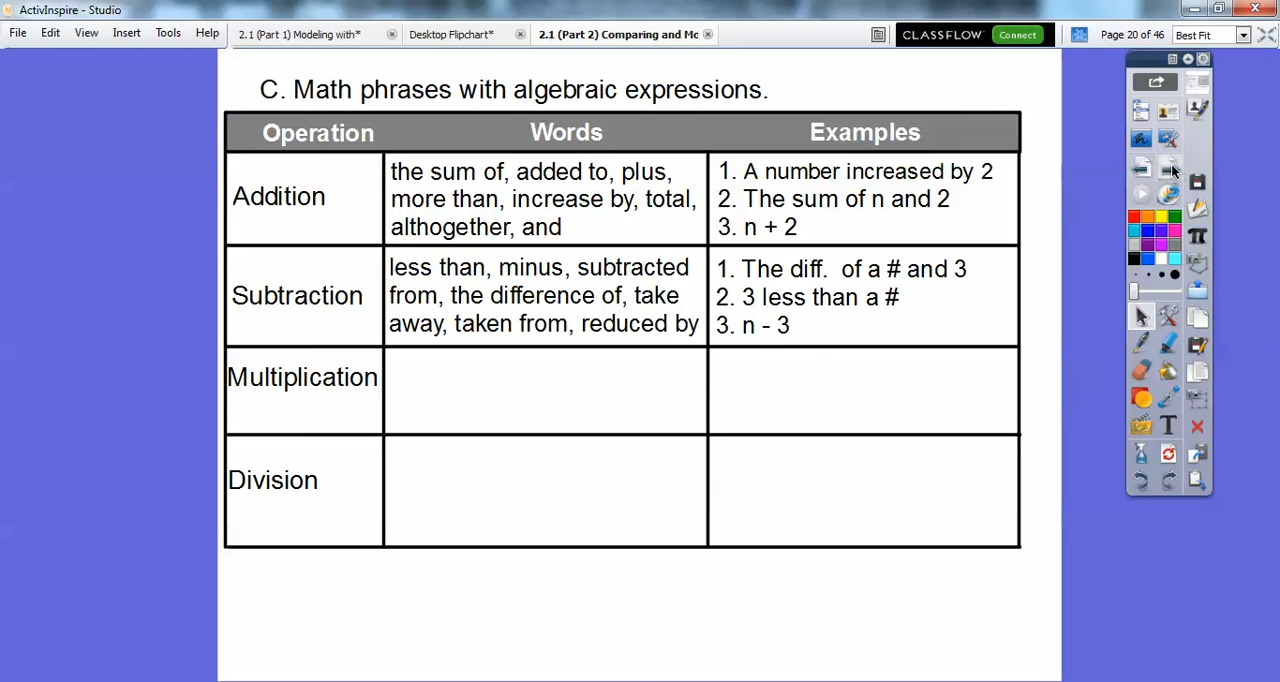 ActivInspire - Studio
File Edit View Insert Tools Help
2.1 (Part 1) Modeling with*
Desktop Flipchart*
2.1 (Part 2) Comparing and Mo
CLASSFLOW Connect
Page 20 of 46
Best Fit
C. Math phrases with algebraic expressions.
Operation Words Examples
Addition
the sum of, added to, plus,
more than, increase by, total,
althogether, and
1. A number increased by 2
2. The sum of n and 2
3. n + 2
Subtraction
less than, minus, subtracted
from, the difference of, take
away, taken from, reduced by
1. The diff. of a # and 3
2. 3 less than a #
3. n - 3
Multiplication
Division